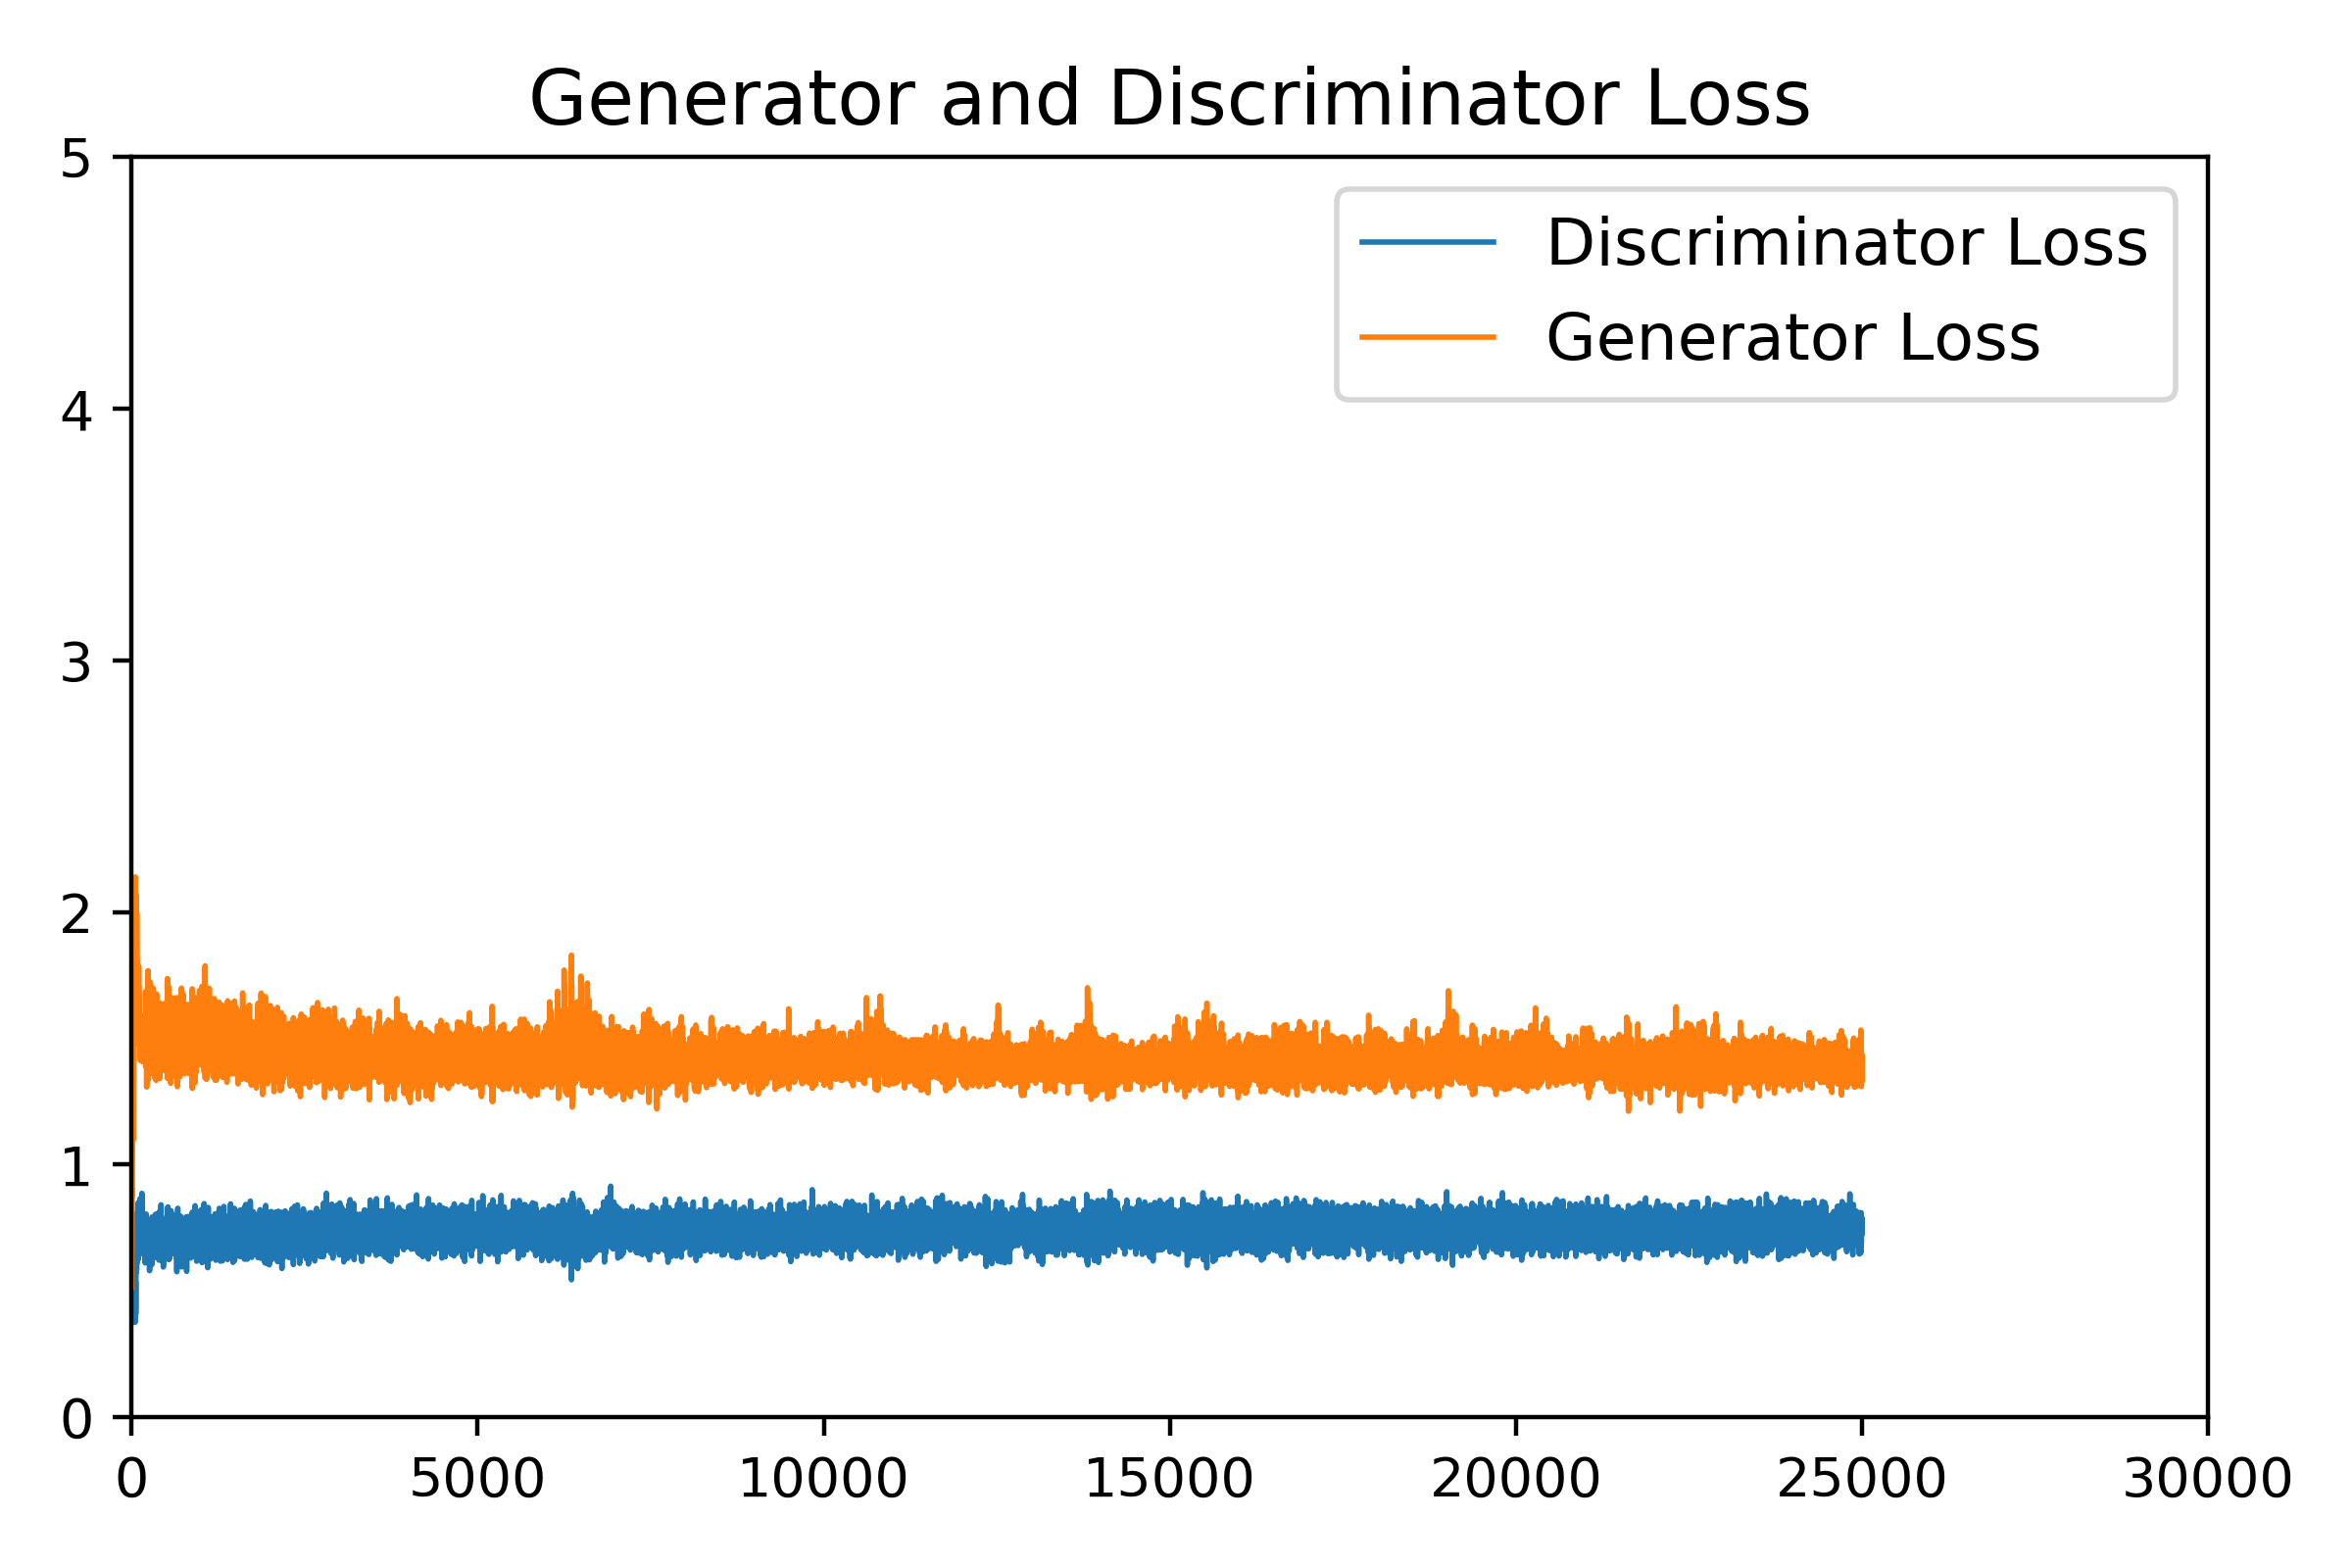 Generator and Discriminator Loss
5
Discriminator Loss
Generator Loss
4
3
2
1
0
0 5000 10000 15000 20000 25000 30000